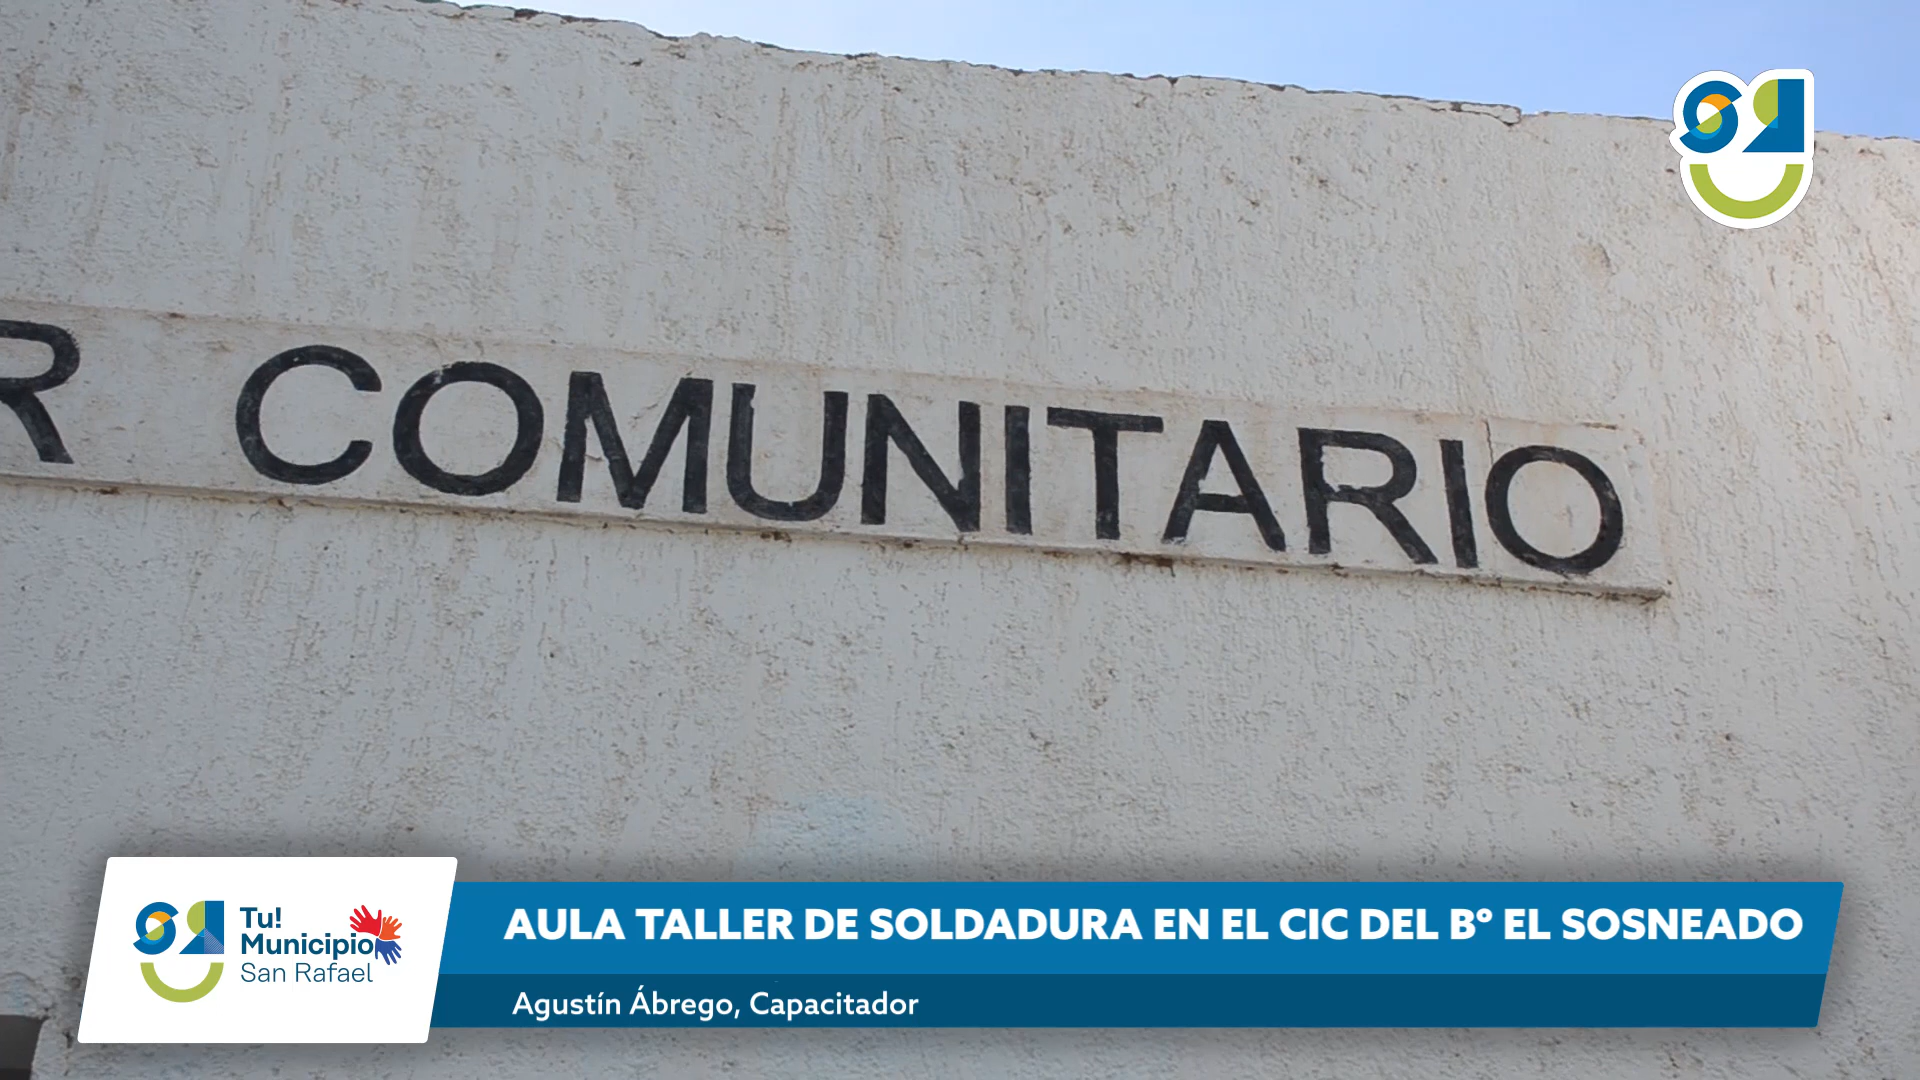 R COMUNITARIO
Tu!
Municipio
San Rafael
AULA TALLER DE SOLDADURA EN EL CIC DEL Bº EL SOSNEADO
Agustín Ábrego, Capacitador